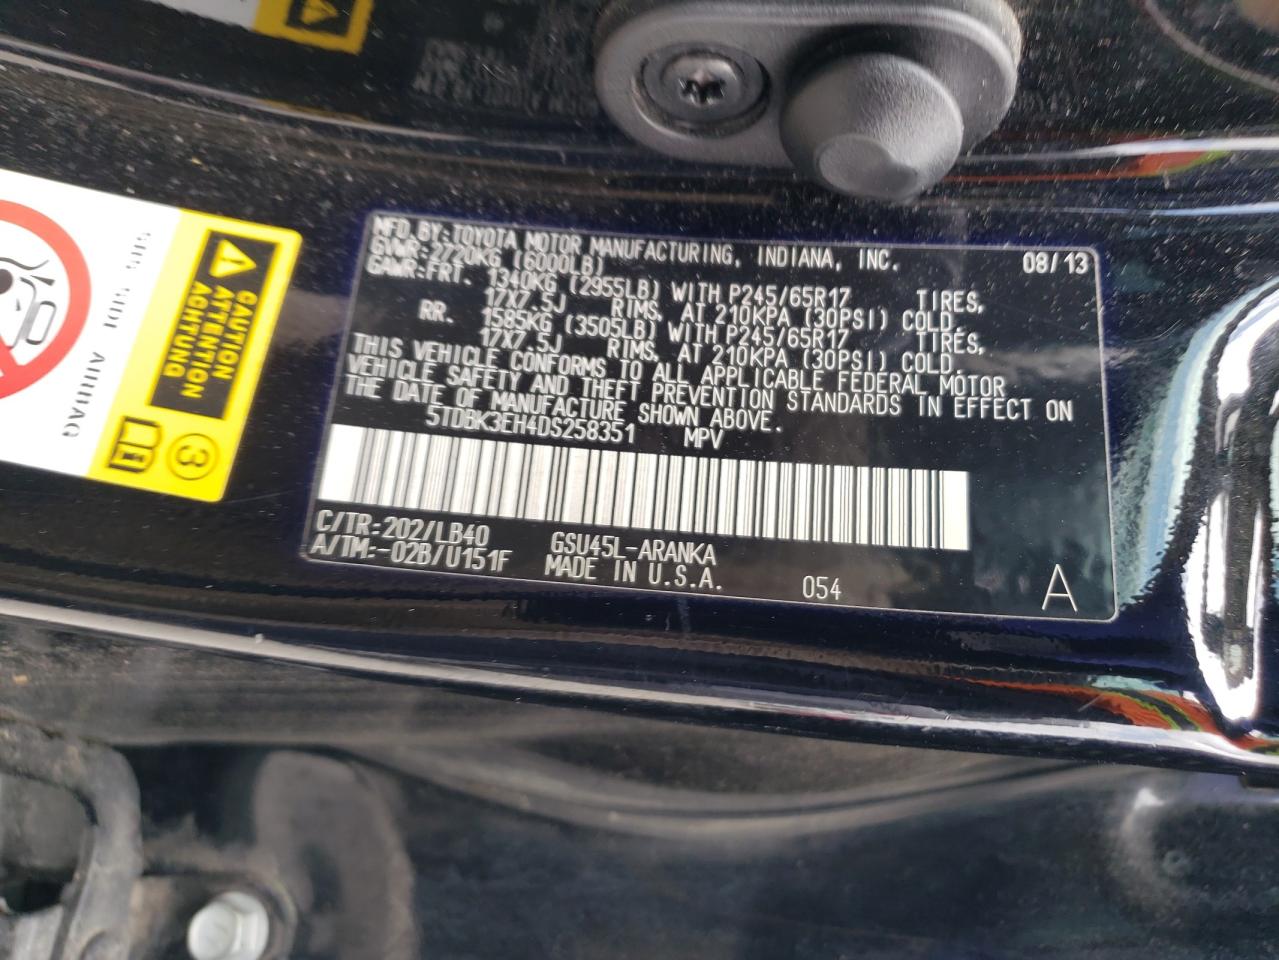 MFD.BY:TOYOTA MOTOR MANUFACTURING, INDIANA, INC. 08/13
GVWR:2720KG (6000LB)
GAWR:FRT. 1340KG (2955LB) WITH P245/65R17 TIRES,
17X7.5J RIMS, AT 210KPA (30PSI) COLD.
RR. 1585KG (3505LB) WITH P245/65R17 TIRES,
17X7.5J RIMS, AT 210KPA (30PSI) COLD.
THIS VEHICLE CONFORMS TO ALL APPLICABLE FEDERAL MOTOR
VEHICLE SAFETY AND THEFT PREVENTION STANDARDS IN EFFECT ON
THE DATE OF MANUFACTURE SHOWN ABOVE.
5TDBK3EH4DS258351 MPV
C/TR:202/LB40 GSU45L-ARANKA
A/TM:-02B/U151F MADE IN U.S.A. 054 A
SRS SIDE AIRBAG
CAUTION
ATTENTION
ACHTUNG
3